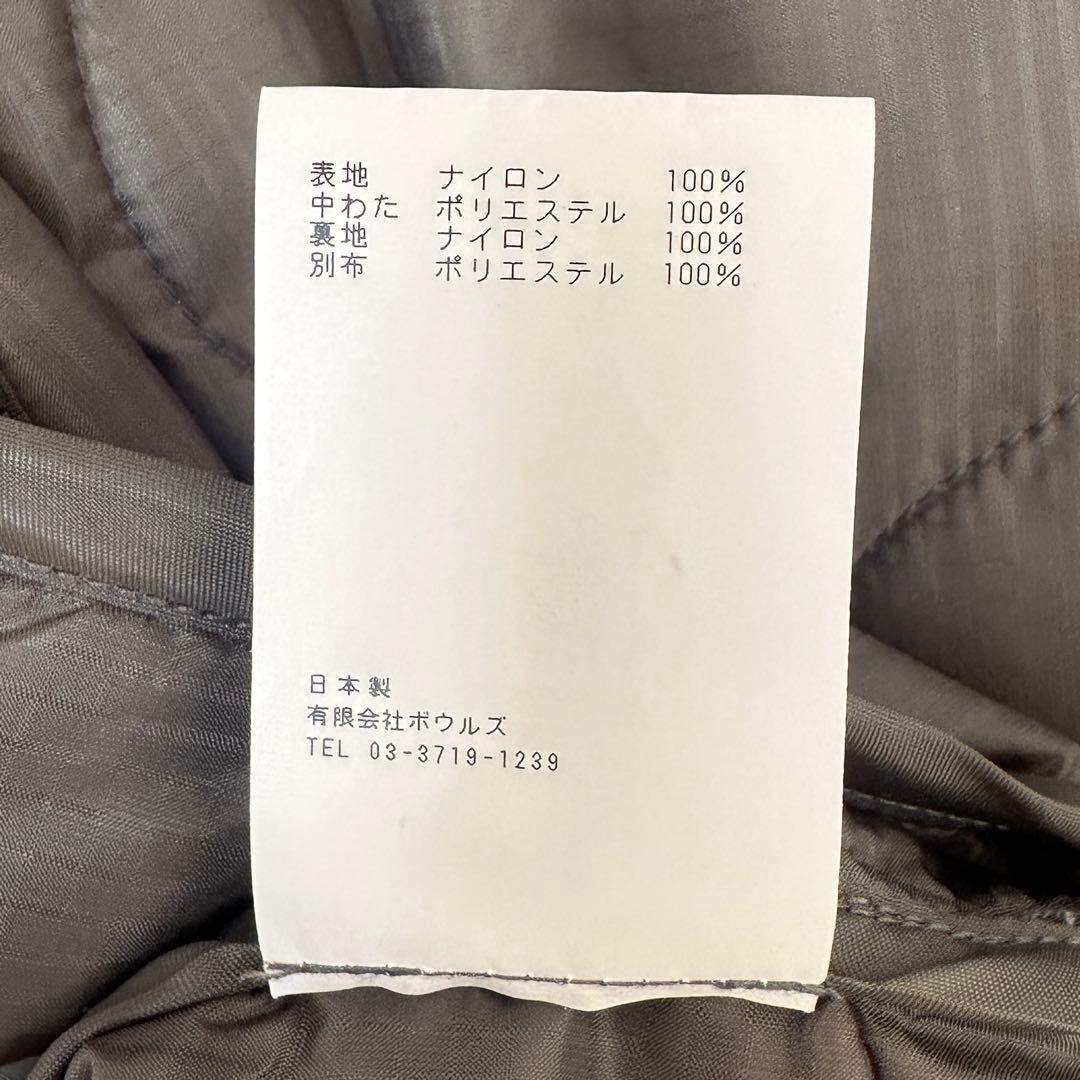 表地 ナイロン 100%
中わた ポリエステル 100%
裏地 ナイロン 100%
別布 ポリエステル 100%
日本製
有限会社ボウルズ
TEL 03-3719-1239